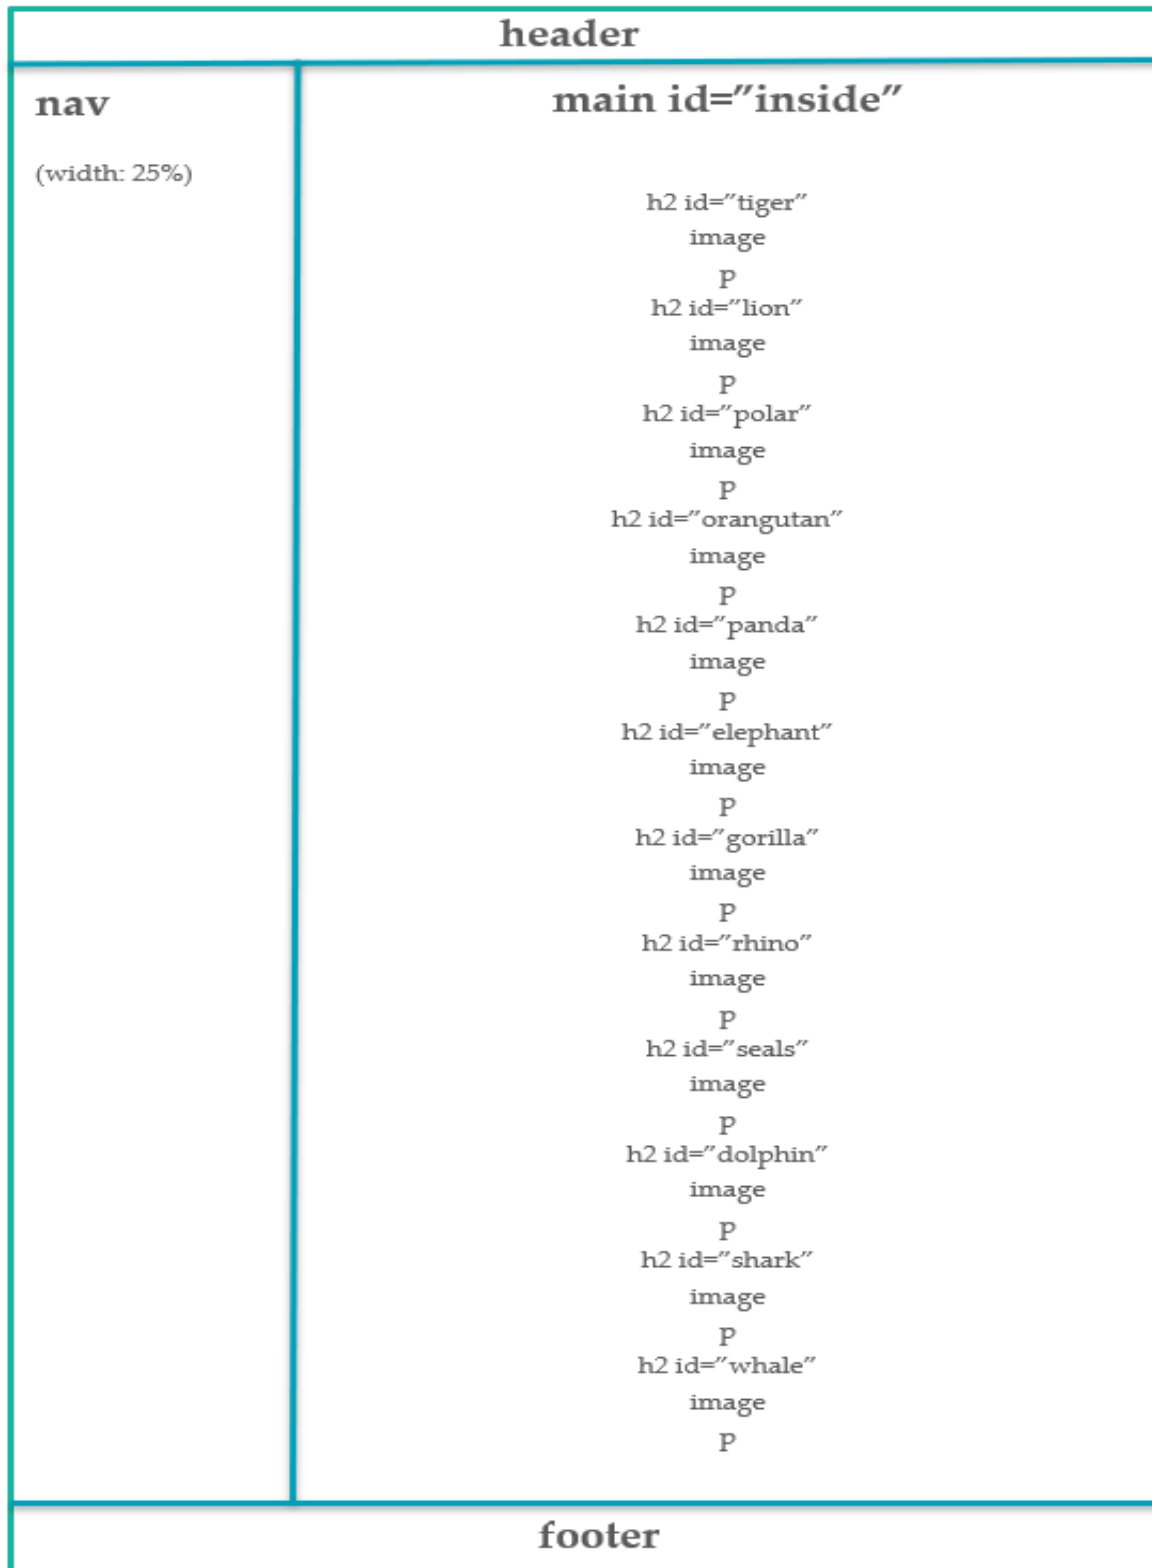 header
nav
(width: 25%)
main id=”inside”
h2 id=”tiger”
image
p
h2 id=”lion”
image
p
h2 id=”polar”
image
p
h2 id=”orangutan”
image
p
h2 id=”panda”
image
p
h2 id=”elephant”
image
p
h2 id=”gorilla”
image
p
h2 id=”rhino”
image
p
h2 id=”seals”
image
p
h2 id=”dolphin”
image
p
h2 id=”shark”
image
p
h2 id=”whale”
image
p
footer